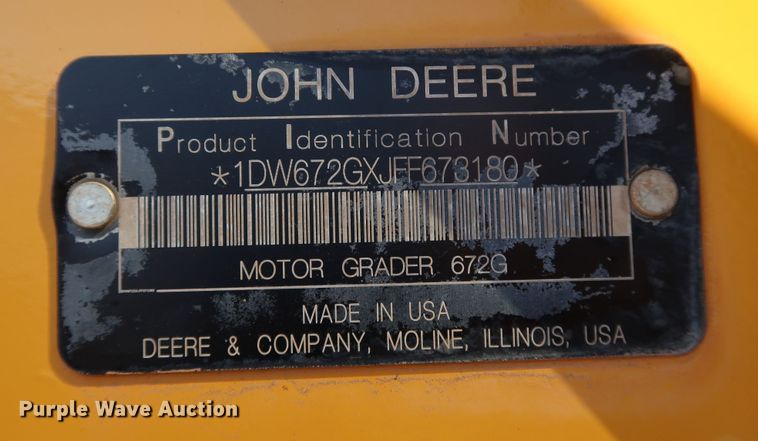 JOHN DEERE
Product Identification Number
*1DW672GXJFF673180*
MOTOR GRADER 672G
MADE IN USA
DEERE & COMPANY, MOLINE, ILLINOIS, USA
Purple Wave Auction